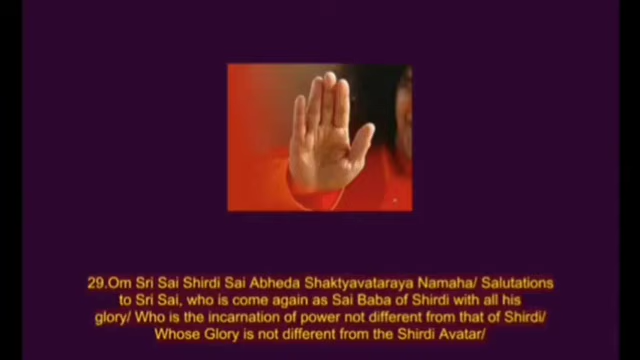 29.Om Sri Sai Shirdi Sai Abheda Shaktyavataraya Namaha/ Salutations
to Sri Sai, who is come again as Sai Baba of Shirdi with all his
glory/ Who is the incarnation of power not different from that of Shirdi/
Whose Glory is not different from the Shirdi Avatar/